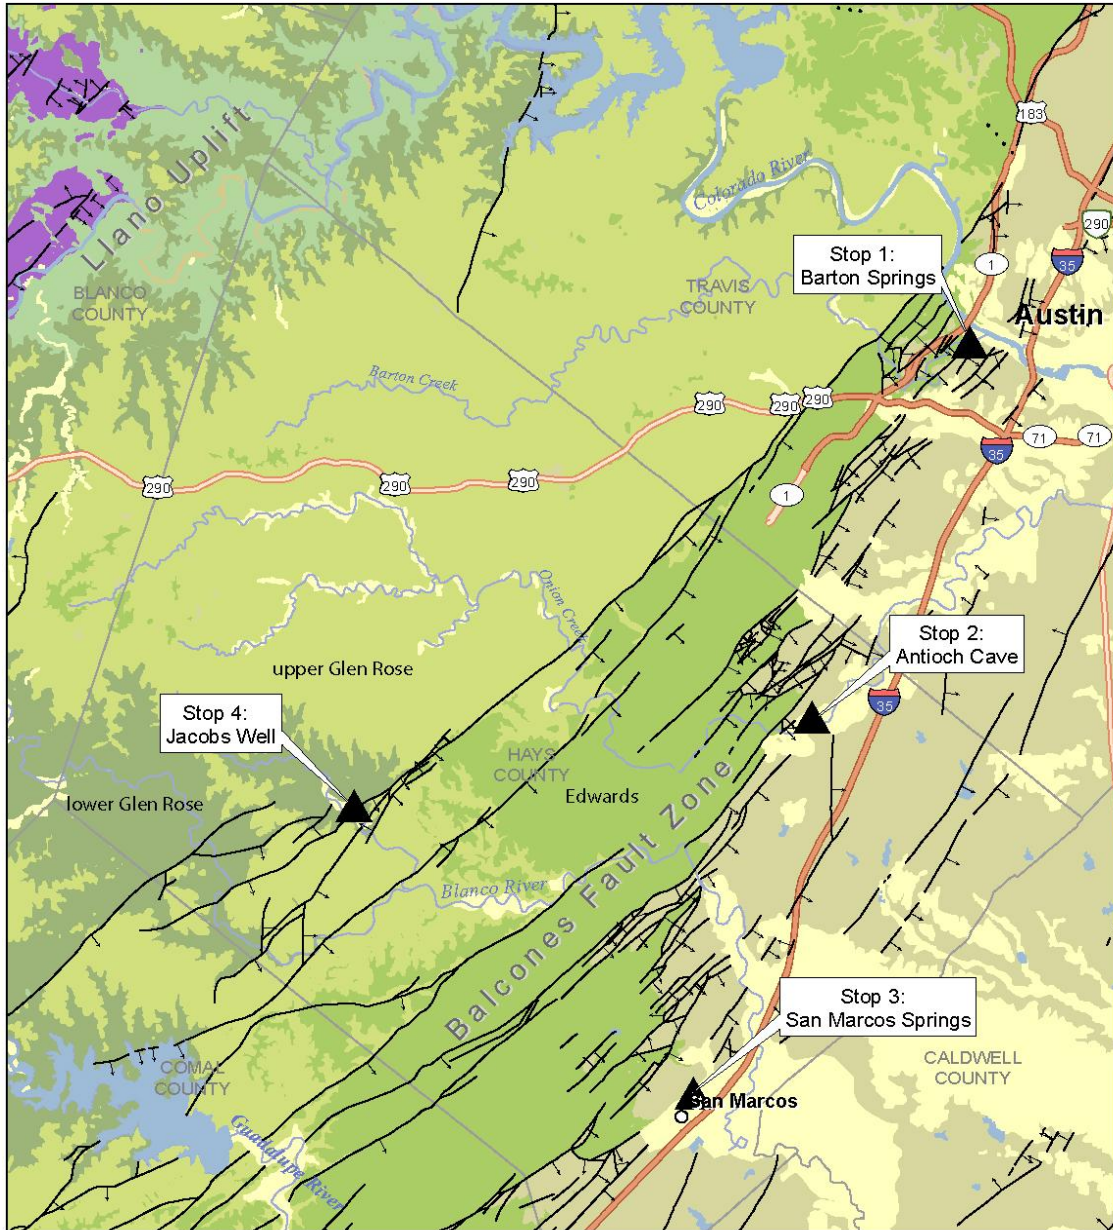 183
Llano Uplift
Colorado River
290
Stop 1:
Barton Springs
1
35
BLANCO
COUNTY
TRAVIS
COUNTY
Austin
Barton Creek
290
290
290
290
290
290
71
71
35
1
Onion Creek
Stop 2:
Antioch Cave
upper Glen Rose
35
Stop 4:
Jacobs Well
HAYS
COUNTY
lower Glen Rose
Edwards
Balcones Fault Zone
Blanco River
Stop 3:
San Marcos Springs
COMAL
COUNTY
CALDWELL
COUNTY
San Marcos
Guadalupe River